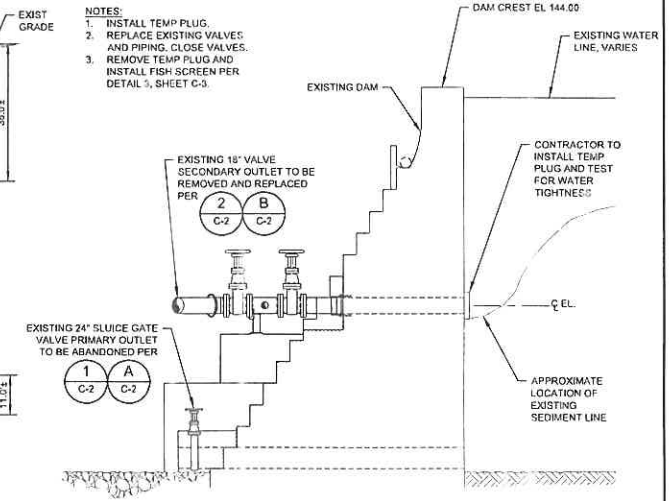 EXIST
GRADE
NOTES:
1. INSTALL TEMP PLUG.
2. REPLACE EXISTING VALVES
AND PIPING. CLOSE VALVES.
3. REMOVE TEMP PLUG AND
INSTALL FISH SCREEN PER
DETAIL 3, SHEET C-3.
DAM CREST EL 144.00
EXISTING WATER
LINE, VARIES
EXISTING DAM
CONTRACTOR TO
INSTALL TEMP
PLUG AND TEST
FOR WATER
TIGHTNESS
EXISTING 18" VALVE
SECONDARY OUTLET TO BE
REMOVED AND REPLACED
PER
2 B
C-2 C-2
℄ EL.
EXISTING 24" SLUICE GATE
VALVE PRIMARY OUTLET
TO BE ABANDONED PER
1 A
C-2 C-2
APPROXIMATE
LOCATION OF
EXISTING
SEDIMENT LINE
11.0'±